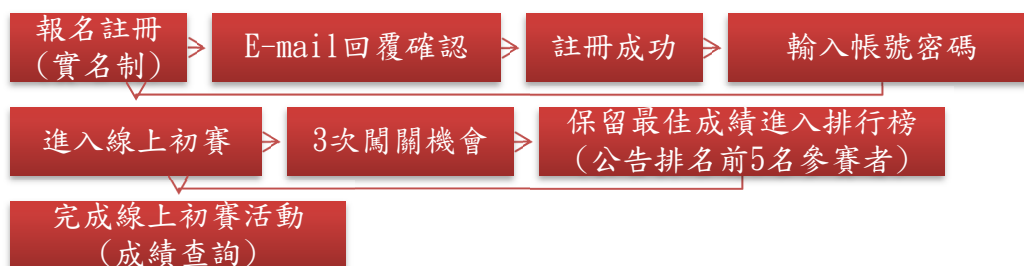 報名註冊
(實名制)
E-mail回覆確認
註冊成功
輸入帳號密碼
進入線上初賽
3次闖關機會
保留最佳成績進入排行榜
(公告排名前5名參賽者)
完成線上初賽活動
(成績查詢)